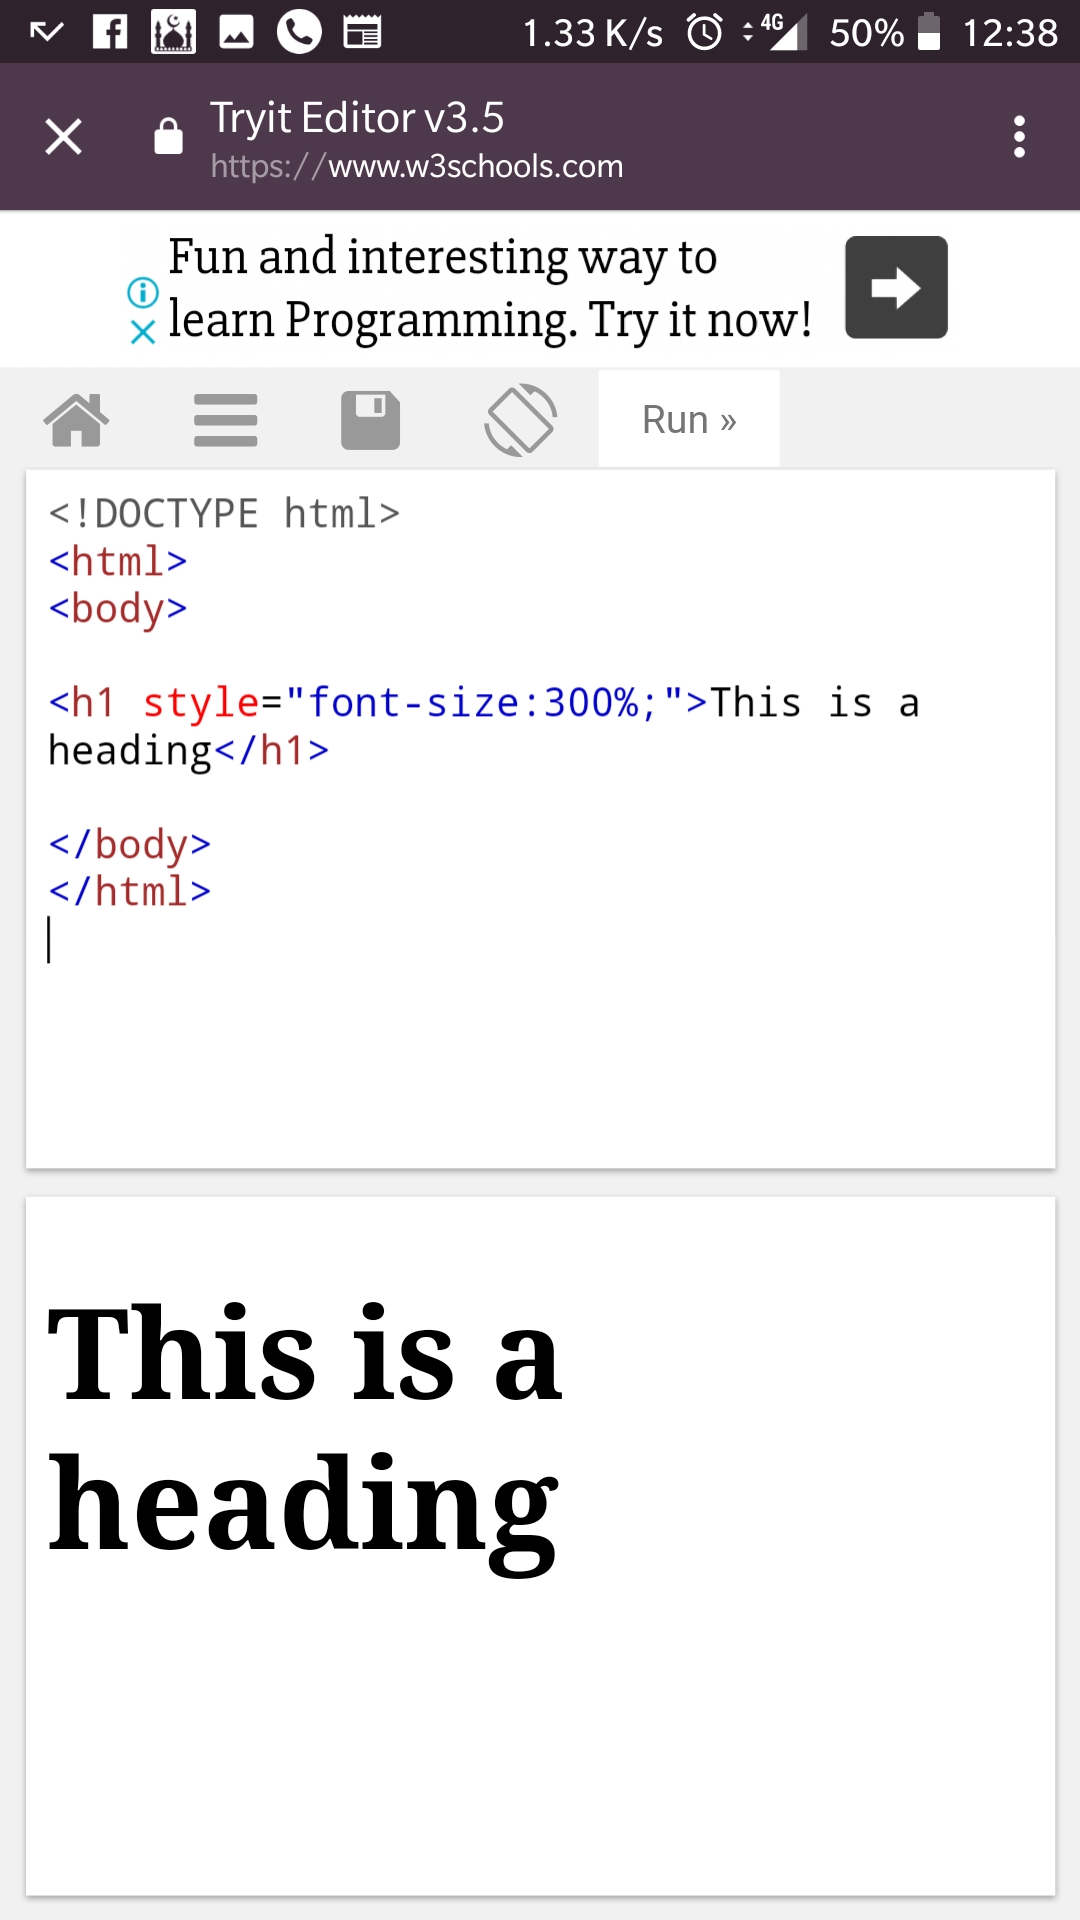 1.33 K/s 4G 50% 12:38
Tryit Editor v3.5
https://www.w3schools.com
Fun and interesting way to
learn Programming. Try it now!
Run »
<!DOCTYPE html>
<html>
<body>
<h1 style="font-size:300%;">This is a
heading</h1>
</body>
</html>
This is a
heading